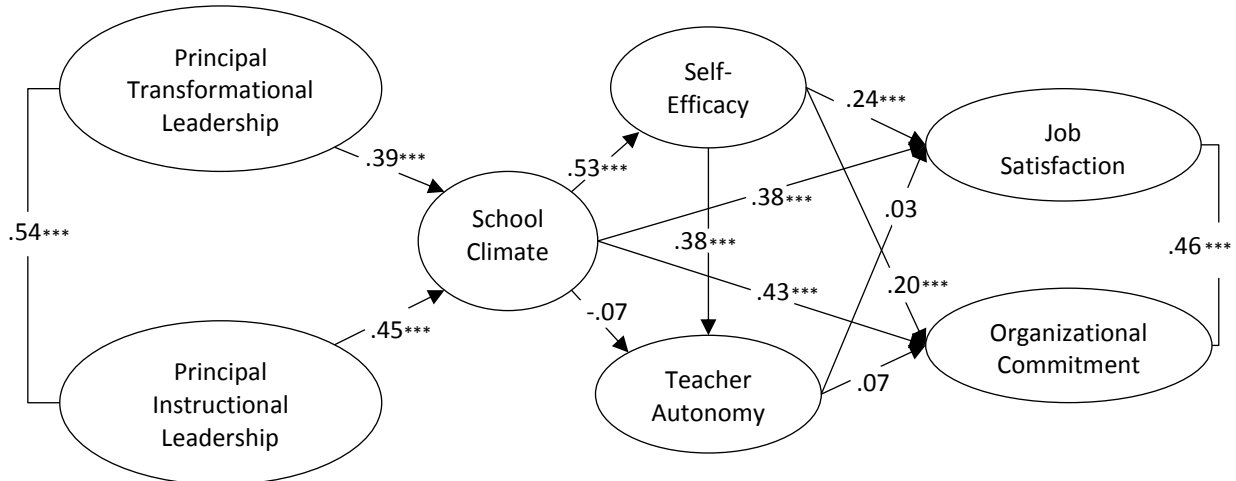 Principal
Transformational
Leadership
.39***
.54***
Principal
Instructional
Leadership
.45***
School
Climate
.53***
-.07
Self-
Efficacy
.38***
Teacher
Autonomy
.24***
.38***
.03
.43***
.20***
.07
Job
Satisfaction
.46***
Organizational
Commitment